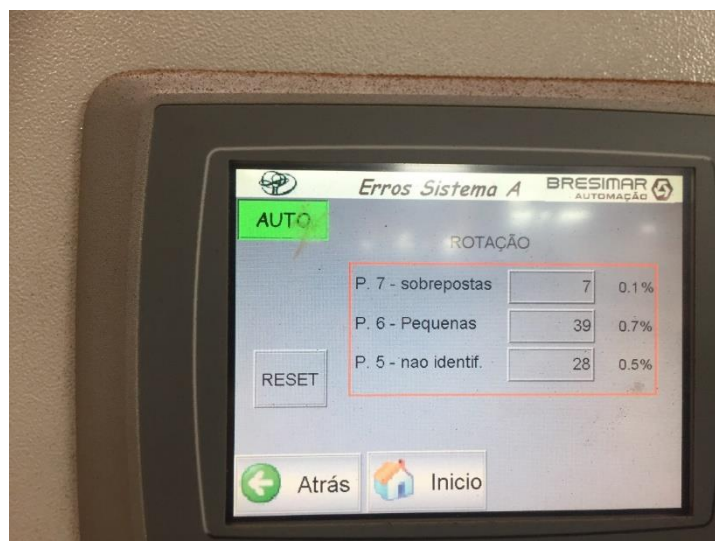 Erros Sistema A
BRESIMAR
AUTOMAÇÃO
AUTO
ROTAÇÃO
P. 7 - sobrepostas 7 0.1%
P. 6 - Pequenas 39 0.7%
P. 5 - nao identif. 28 0.5%
RESET
Atrás Inicio